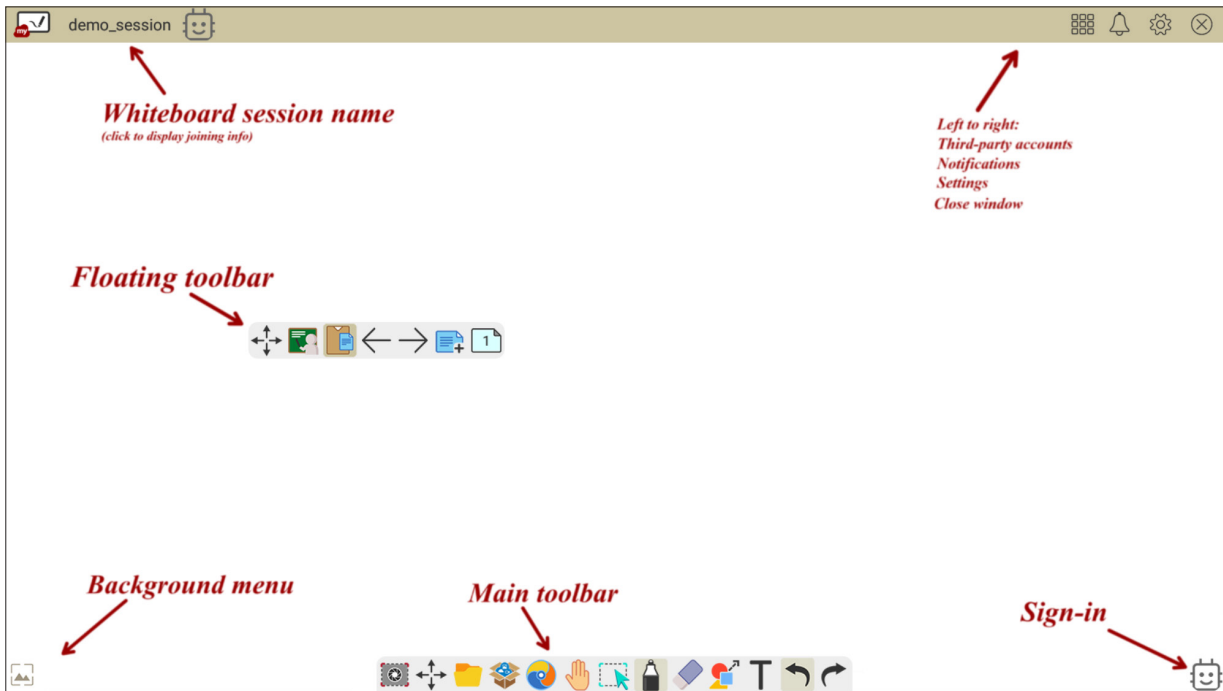 my
demo_session
Whiteboard session name
(click to display joining info)
Left to right:
Third-party accounts
Notifications
Settings
Close window
Floating toolbar
1
Background menu
Main toolbar
Sign-in
T